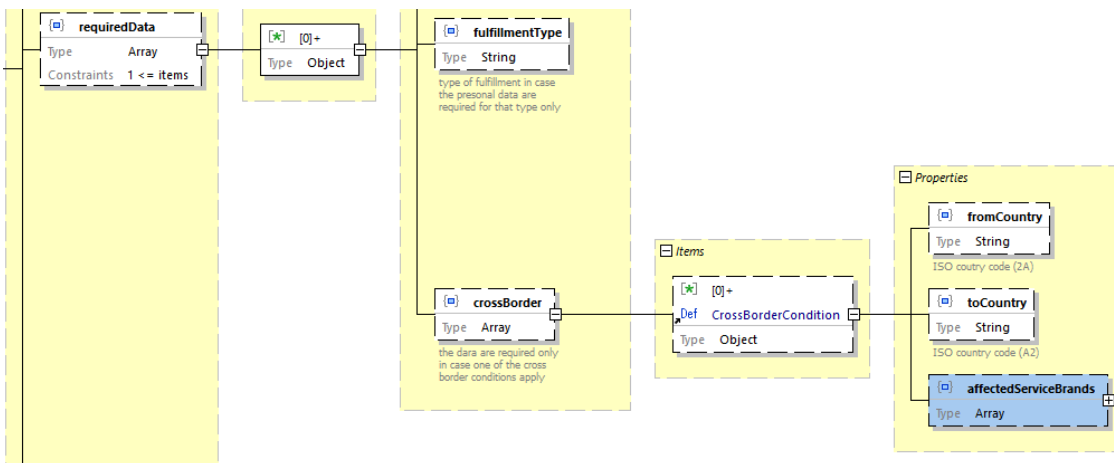 requiredData
Type Array
Constraints 1 <= items
[0]+
Type Object
fulfillmentType
Type String
type of fulfillment in case
the presonal data are
required for that type only
crossBorder
Type Array
the dara are required only
in case one of the cross
border conditions apply
Items
[0]+
Def CrossBorderCondition
Type Object
Properties
fromCountry
Type String
ISO coutry code (2A)
toCountry
Type String
ISO country code (A2)
affectedServiceBrands
Type Array